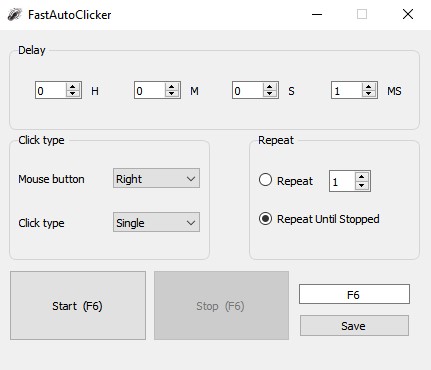 FastAutoClicker
Delay
0 H 0 M 0 S 1 MS
Click type
Mouse button Right
Click type Single
Repeat
Repeat 1
Repeat Until Stopped
Start (F6)
Stop (F6)
F6
Save